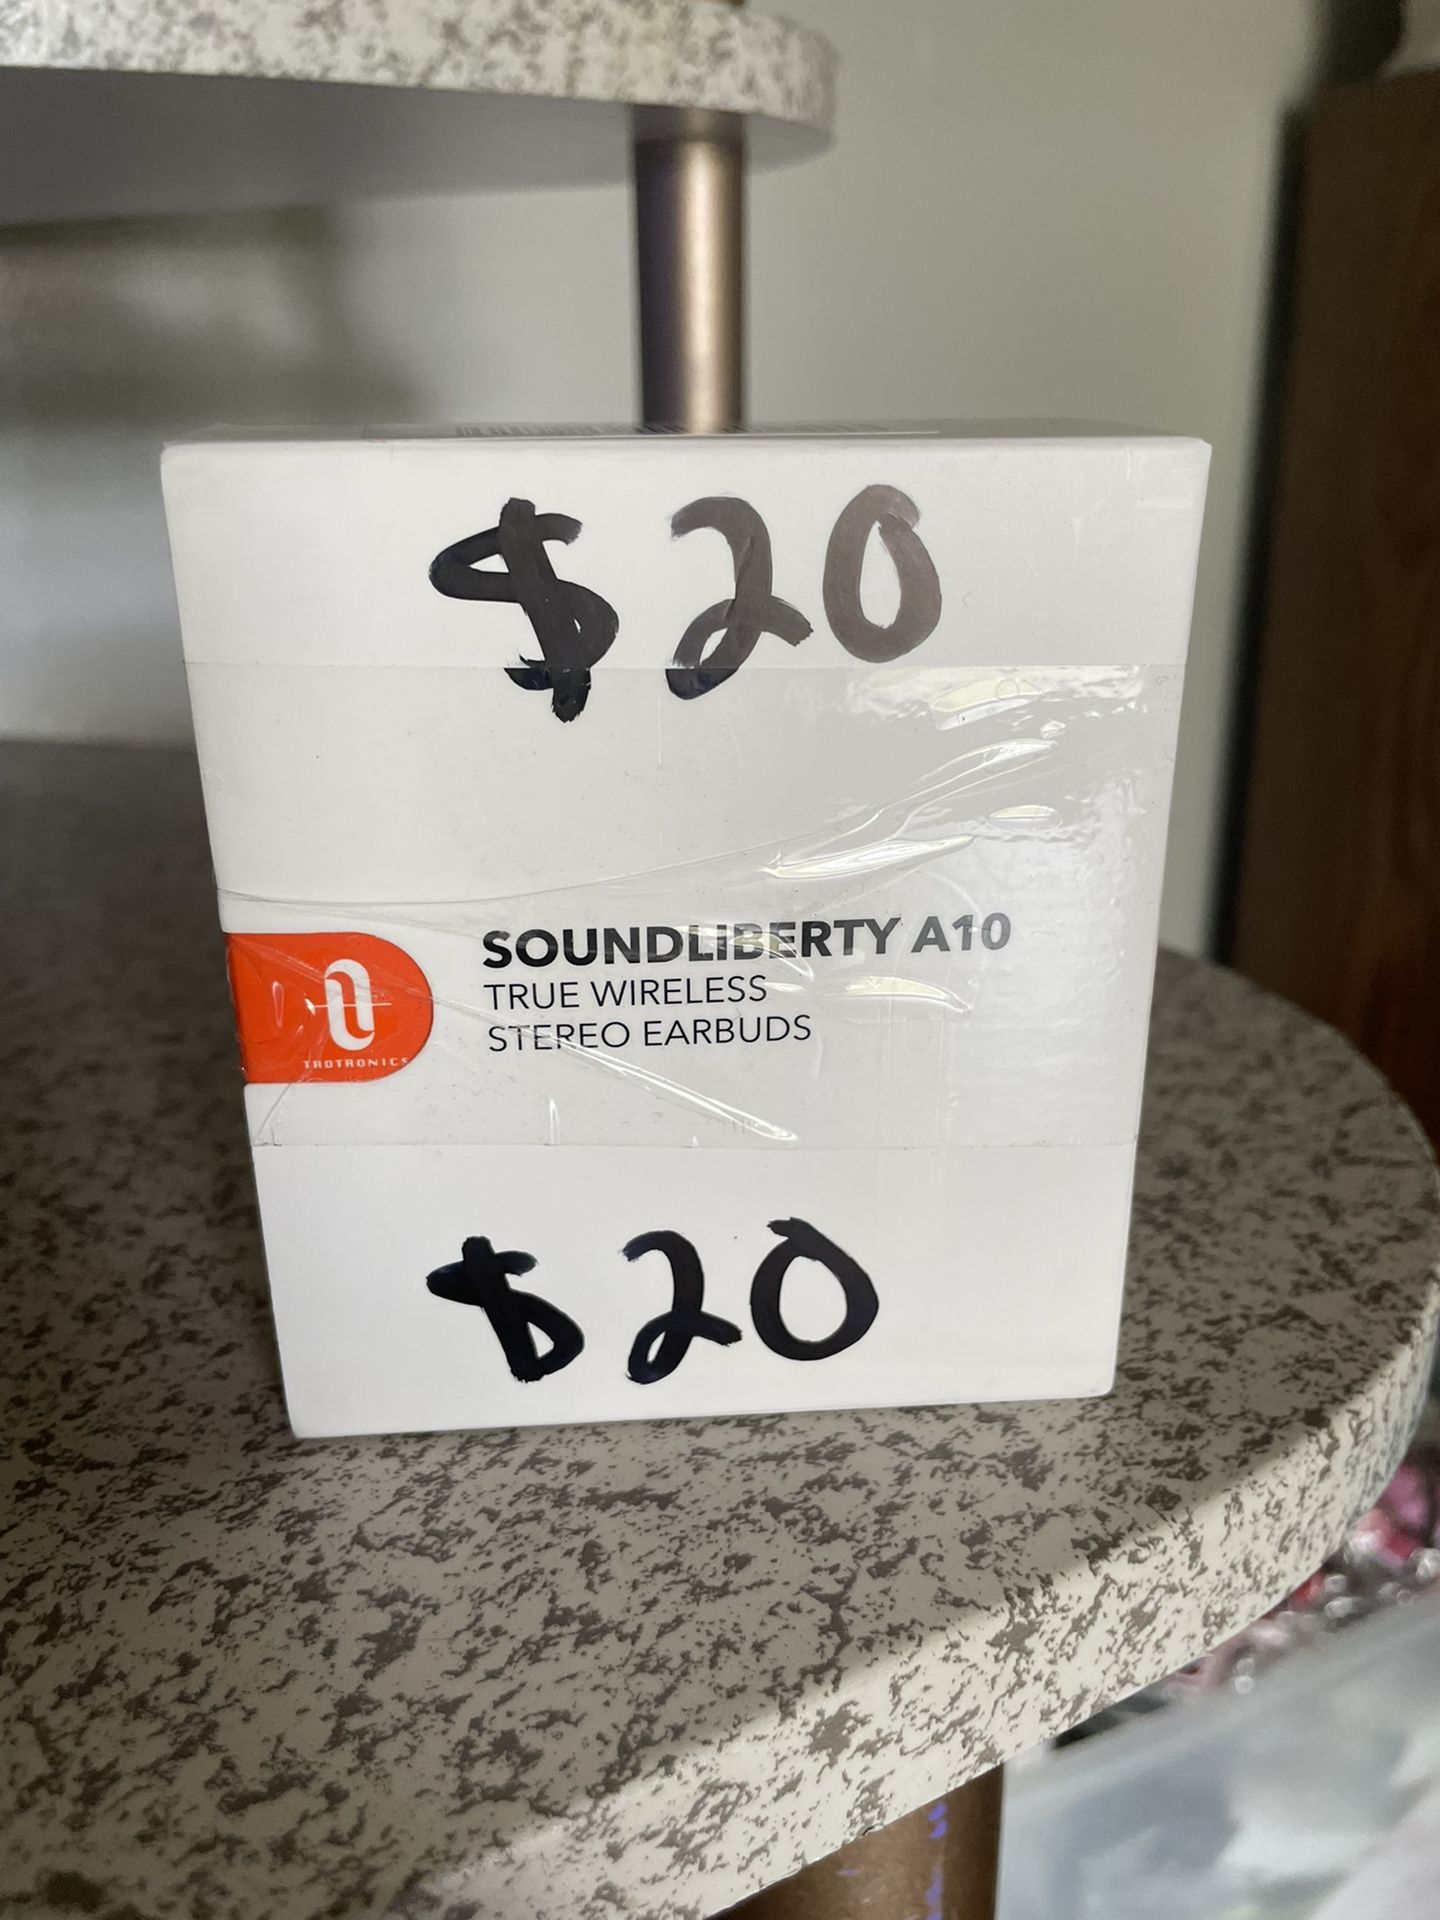 $20
SOUNDLIBERTY A10
TRUE WIRELESS
STEREO EARBUDS
TAOTRONICS
$20